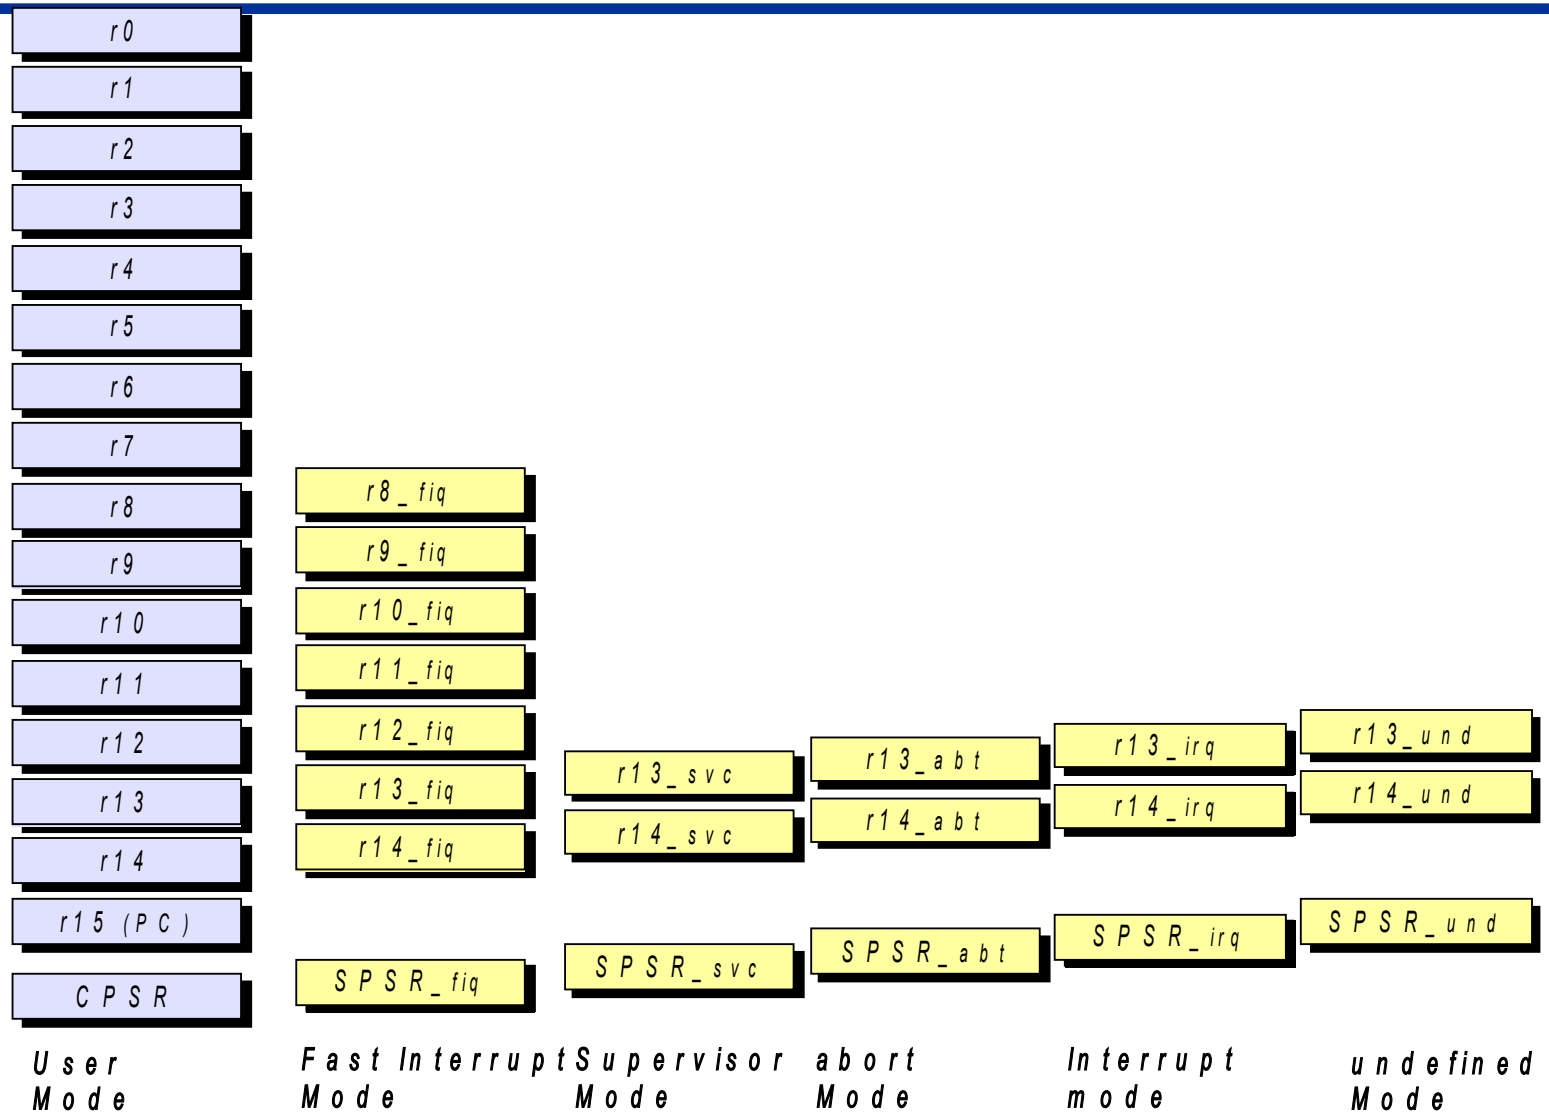 r0
r1
r2
r3
r4
r5
r6
r7
r8
r9
r10
r11
r12
r13
r14
r15 (PC)
CPSR
User
Mode
r8_fiq
r9_fiq
r10_fiq
r11_fiq
r12_fiq
r13_fiq
r14_fiq
SPSR_fiq
Fast Interrupt
Mode
r13_svc
r14_svc
SPSR_svc
Supervisor
Mode
r13_abt
r14_abt
SPSR_abt
abort
Mode
r13_irq
r14_irq
SPSR_irq
Interrupt
mode
r13_und
r14_und
SPSR_und
undefined
Mode